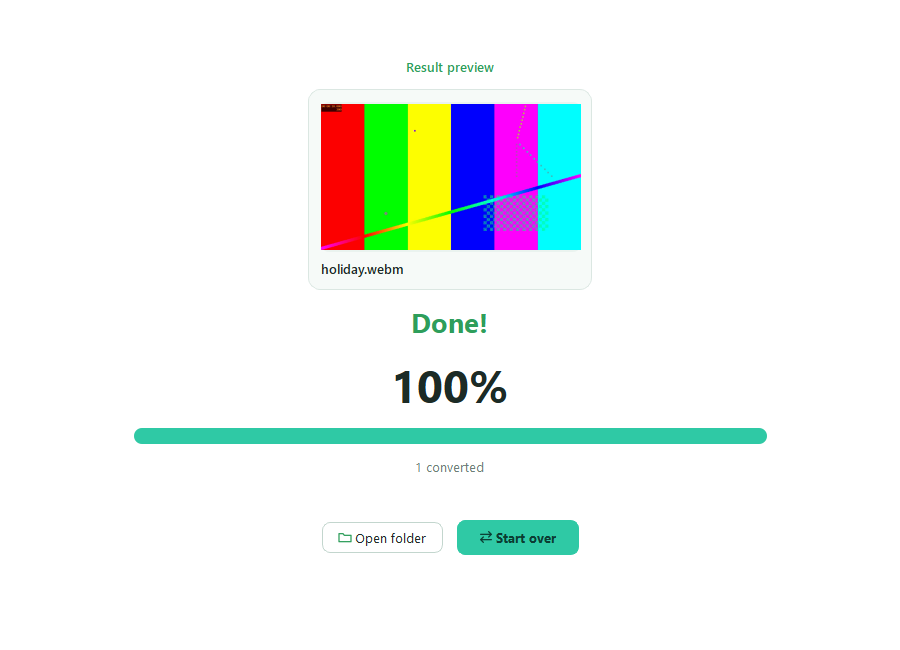 Result preview
holiday.webm
Done!
100%
1 converted
Open folder
Start over